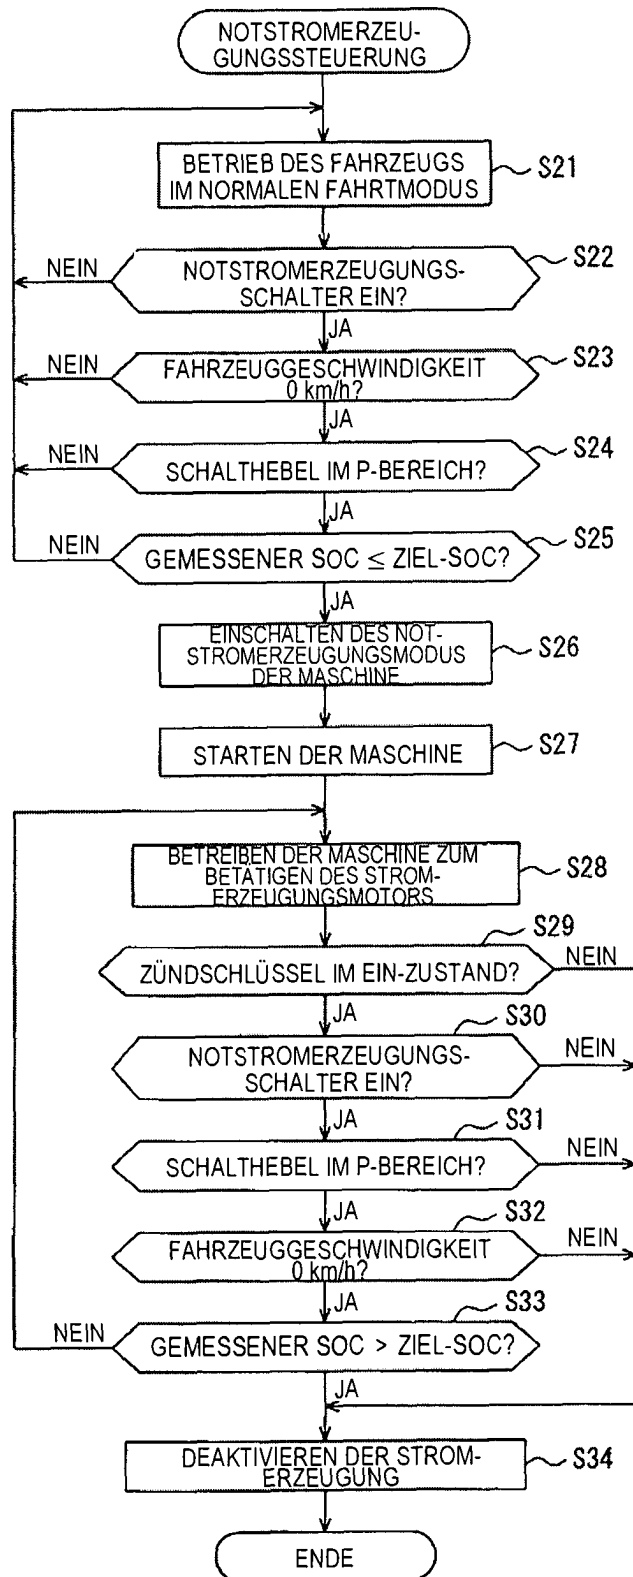 NOTSTROMERZEU-
GUNGSSTEUERUNG
BETRIEB DES FAHRZEUGS
IM NORMALEN FAHRTMODUS
S21
NEIN
NOTSTROMERZEUGUNGS-
SCHALTER EIN?
S22
JA
NEIN
FAHRZEUGGESCHWINDIGKEIT
0 km/h?
S23
JA
NEIN
SCHALTHEBEL IM P-BEREICH?
S24
JA
NEIN
GEMESSENER SOC ≤ ZIEL-SOC?
S25
JA
EINSCHALTEN DES NOT-
STROMERZEUGUNGSMODUS
DER MASCHINE
S26
STARTEN DER MASCHINE
S27
BETREIBEN DER MASCHINE ZUM
BETÄTIGEN DES STROM-
ERZEUGUNGSMOTORS
S28
S29
ZÜNDSCHLÜSSEL IM EIN-ZUSTAND?
NEIN
JA
S30
NOTSTROMERZEUGUNGS-
SCHALTER EIN?
NEIN
JA
S31
SCHALTHEBEL IM P-BEREICH?
NEIN
JA
S32
FAHRZEUGGESCHWINDIGKEIT
0 km/h?
NEIN
JA
S33
NEIN
GEMESSENER SOC > ZIEL-SOC?
JA
DEAKTIVIEREN DER STROM-
ERZEUGUNG
S34
ENDE